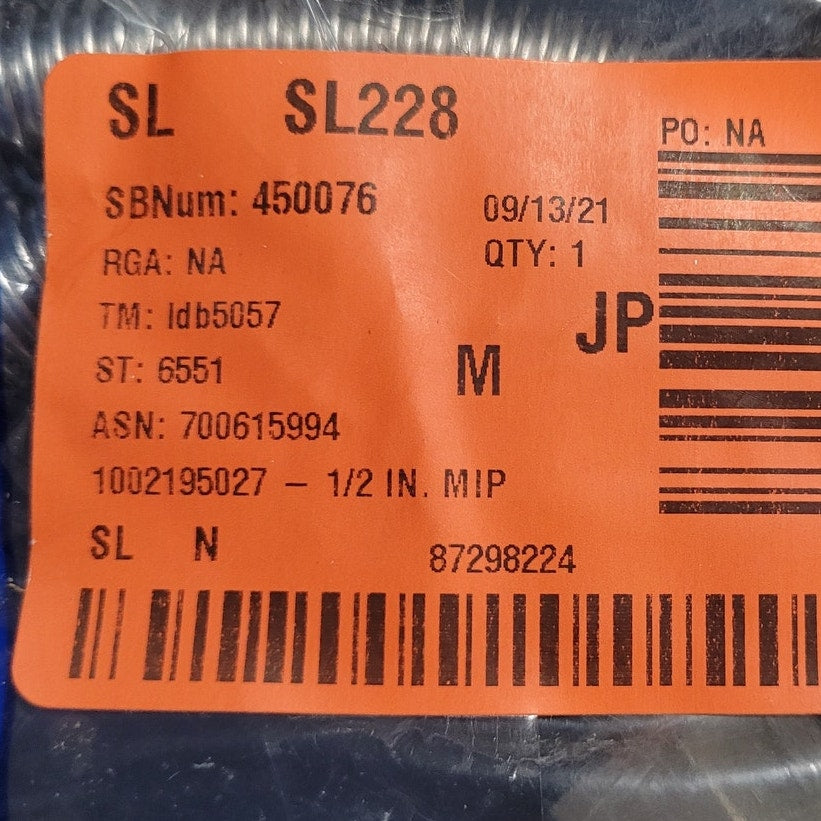 SL SL228
PO: NA
SBNum: 450076
09/13/21
RGA: NA
QTY: 1
TM: ldb5057
JP
ST: 6551
M
ASN: 700615994
1002195027 – 1/2 IN. MIP
SL N
87298224